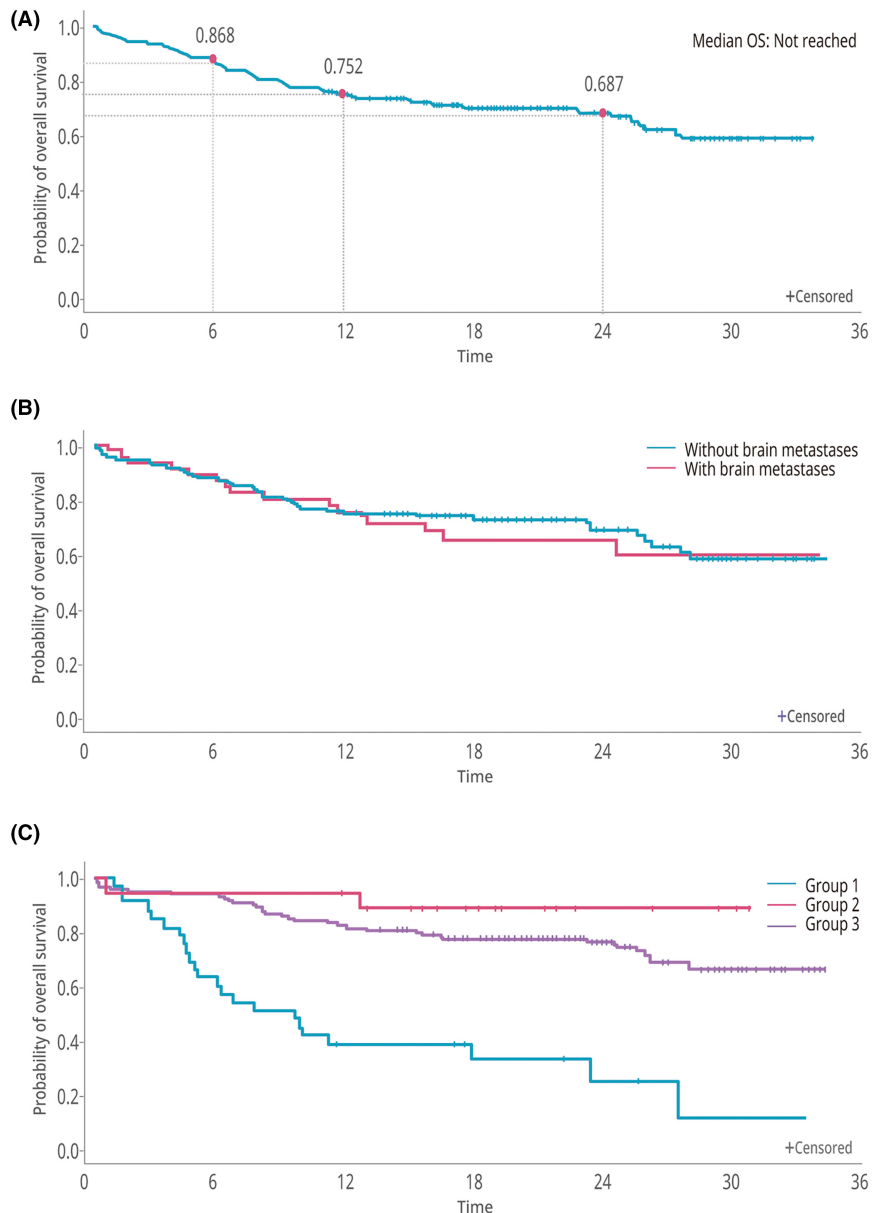 (A)
0.868
0.752
0.687
Median OS: Not reached
Probability of overall survival
1.0
0.8
0.6
0.4
0.2
0.0
+Censored
0 6 12 18 24 30 36
Time
(B)
Without brain metastases
With brain metastases
Probability of overall survival
1.0
0.8
0.6
0.4
0.2
0.0
+Censored
0 6 12 18 24 30 36
Time
(C)
Group 1
Group 2
Group 3
Probability of overall survival
1.0
0.8
0.6
0.4
0.2
0.0
+Censored
0 6 12 18 24 30 36
Time